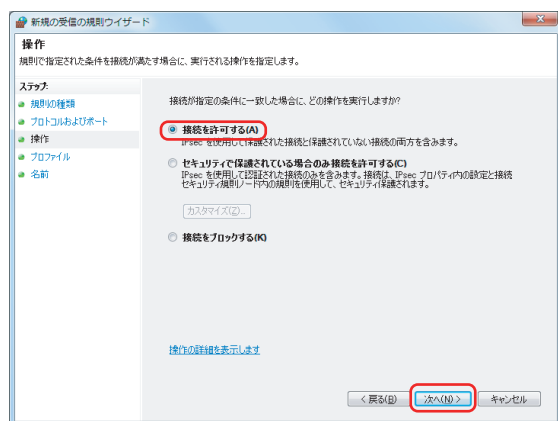 新規の受信の規則ウィザード
操作
規則で指定された条件を接続が満たす場合に、実行される操作を指定します。
ステップ:
規則の種類
プロトコルおよびポート
操作
プロファイル
名前
接続が指定の条件に一致した場合に、どの操作を実行しますか?
接続を許可する(A)
IPsec を使用して保護された接続と保護されていない接続の両方を含みます。
セキュリティで保護されている場合のみ接続を許可する(C)
IPsec を使用して認証された接続のみを含みます。接続は、IPsec プロパティ内の設定と接続
セキュリティ規則ノード内の規則を使用して、セキュリティ保護されます。
カスタマイズ(Z)...
接続をブロックする(K)
操作の詳細を表示します
< 戻る(B)
次へ(N) >
キャンセル